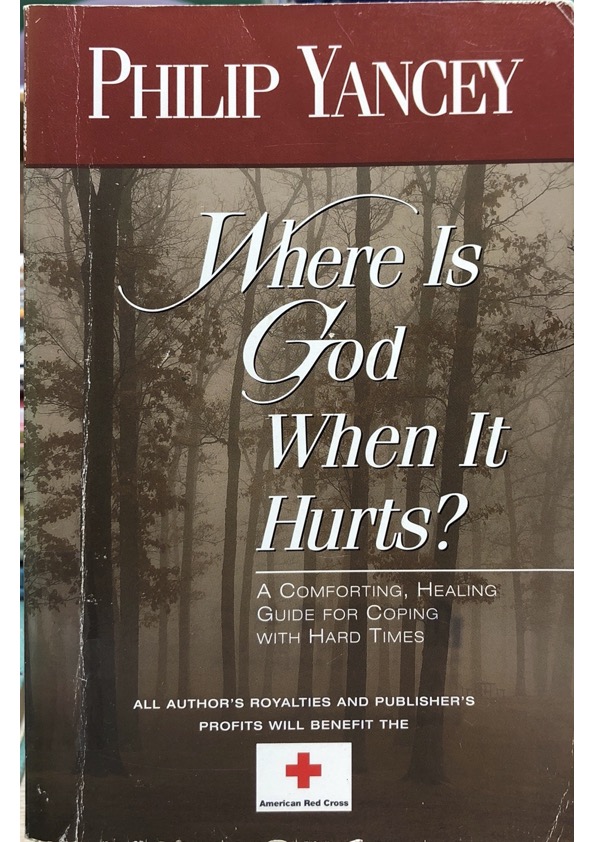 PHILIP YANCEY
Where Is
God
When It
Hurts?
A COMFORTING, HEALING
GUIDE FOR COPING
WITH HARD TIMES
ALL AUTHOR'S ROYALTIES AND PUBLISHER'S
PROFITS WILL BENEFIT THE
American Red Cross